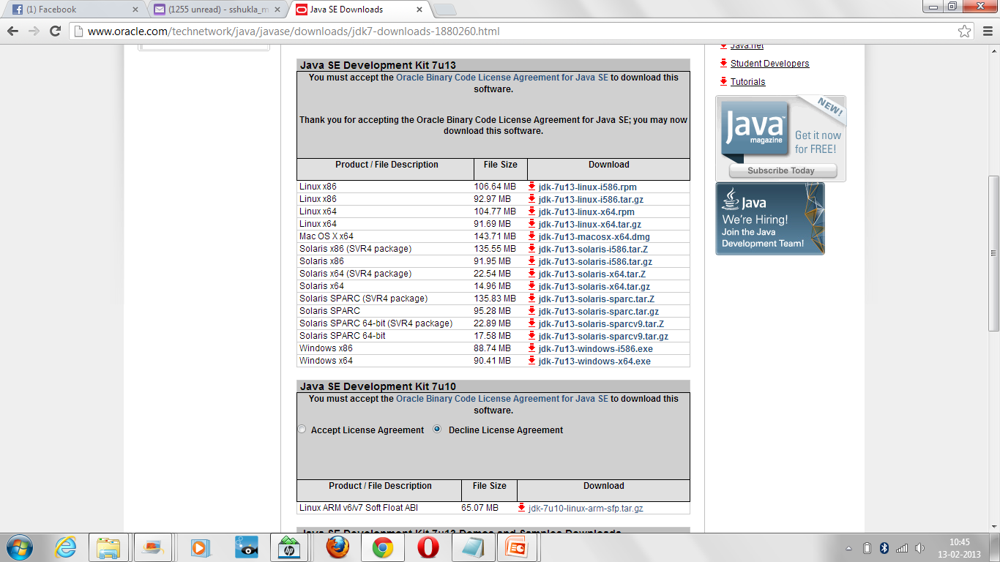 (1) Facebook
(1255 unread) - sshukla_m
Java SE Downloads
www.oracle.com/technetwork/java/javase/downloads/jdk7-downloads-1880260.html
Java.net
Student Developers
Tutorials
Java SE Development Kit 7u13
You must accept the Oracle Binary Code License Agreement for Java SE to download this
software.
Thank you for accepting the Oracle Binary Code License Agreement for Java SE; you may now
download this software.
Product / File Description File Size Download
Linux x86 106.64 MB jdk-7u13-linux-i586.rpm
Linux x86 92.97 MB jdk-7u13-linux-i586.tar.gz
Linux x64 104.77 MB jdk-7u13-linux-x64.rpm
Linux x64 91.69 MB jdk-7u13-linux-x64.tar.gz
Mac OS X x64 143.71 MB jdk-7u13-macosx-x64.dmg
Solaris x86 (SVR4 package) 135.55 MB jdk-7u13-solaris-i586.tar.Z
Solaris x86 91.95 MB jdk-7u13-solaris-i586.tar.gz
Solaris x64 (SVR4 package) 22.54 MB jdk-7u13-solaris-x64.tar.Z
Solaris x64 14.96 MB jdk-7u13-solaris-x64.tar.gz
Solaris SPARC (SVR4 package) 135.83 MB jdk-7u13-solaris-sparc.tar.Z
Solaris SPARC 95.28 MB jdk-7u13-solaris-sparc.tar.gz
Solaris SPARC 64-bit (SVR4 package) 22.89 MB jdk-7u13-solaris-sparcv9.tar.Z
Solaris SPARC 64-bit 17.58 MB jdk-7u13-solaris-sparcv9.tar.gz
Windows x86 88.74 MB jdk-7u13-windows-i586.exe
Windows x64 90.41 MB jdk-7u13-windows-x64.exe
Java SE Development Kit 7u10
You must accept the Oracle Binary Code License Agreement for Java SE to download this
software.
Accept License Agreement Decline License Agreement
Product / File Description File Size Download
Linux ARM v6/v7 Soft Float ABI 65.07 MB jdk-7u10-linux-arm-sfp.tar.gz
Java SE Development Kit 7u13 Demos and Samples Downloads
NEW!
Java™
magazine
Get it now
for FREE!
Subscribe Today
Java
We're Hiring!
Join the Java
Development Team!
hp
10:45
13-02-2013